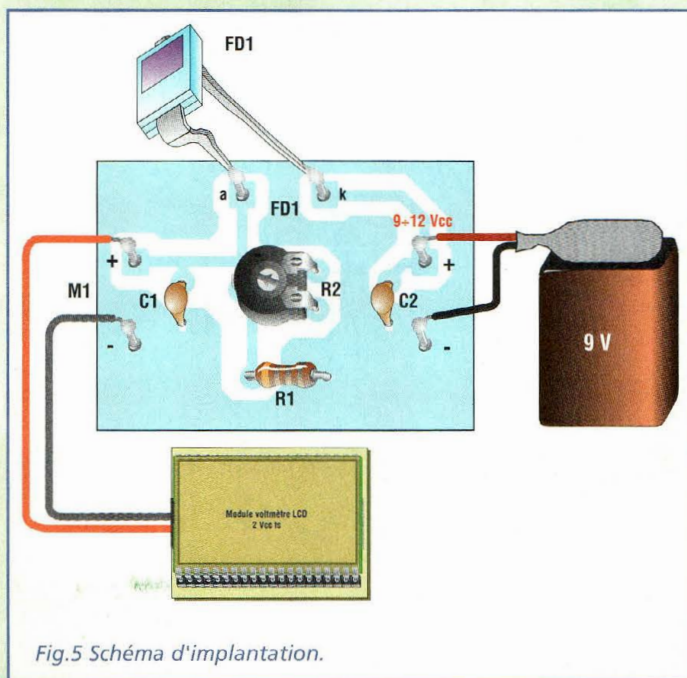 FD1
a
k
FD1
9÷12 Vcc
+
+
M1
C1
R2
C2
-
-
9 V
R1
Module voltmètre LCD
2 Vcc ts
Fig.5 Schéma d'implantation.